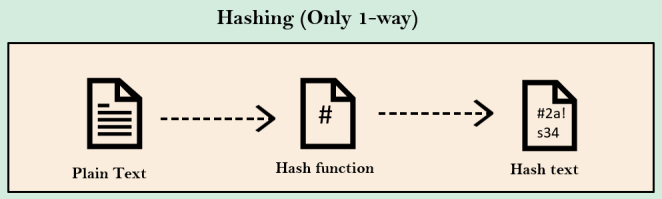 Hashing (Only 1-way)
#
#2a!
s34
Plain Text
Hash function
Hash text